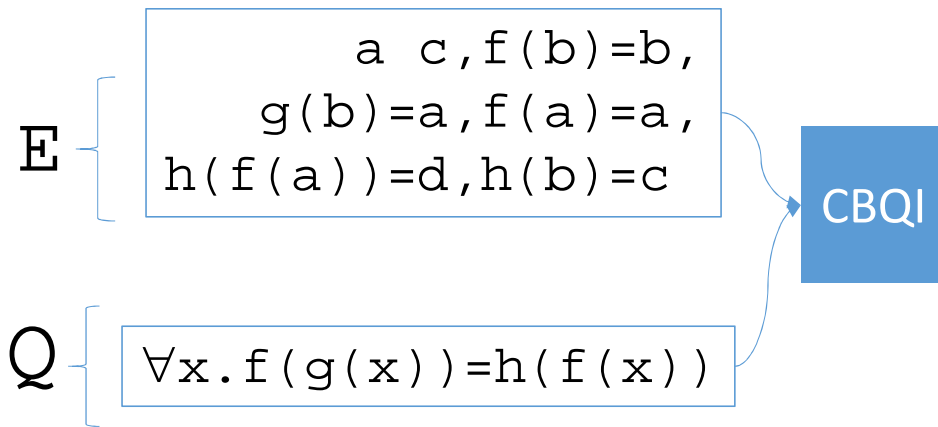 a c,f(b)=b,
g(b)=a,f(a)=a,
E
h(f(a))=d,h(b)=c
CBQI
Q
∀x.f(g(x))=h(f(x))